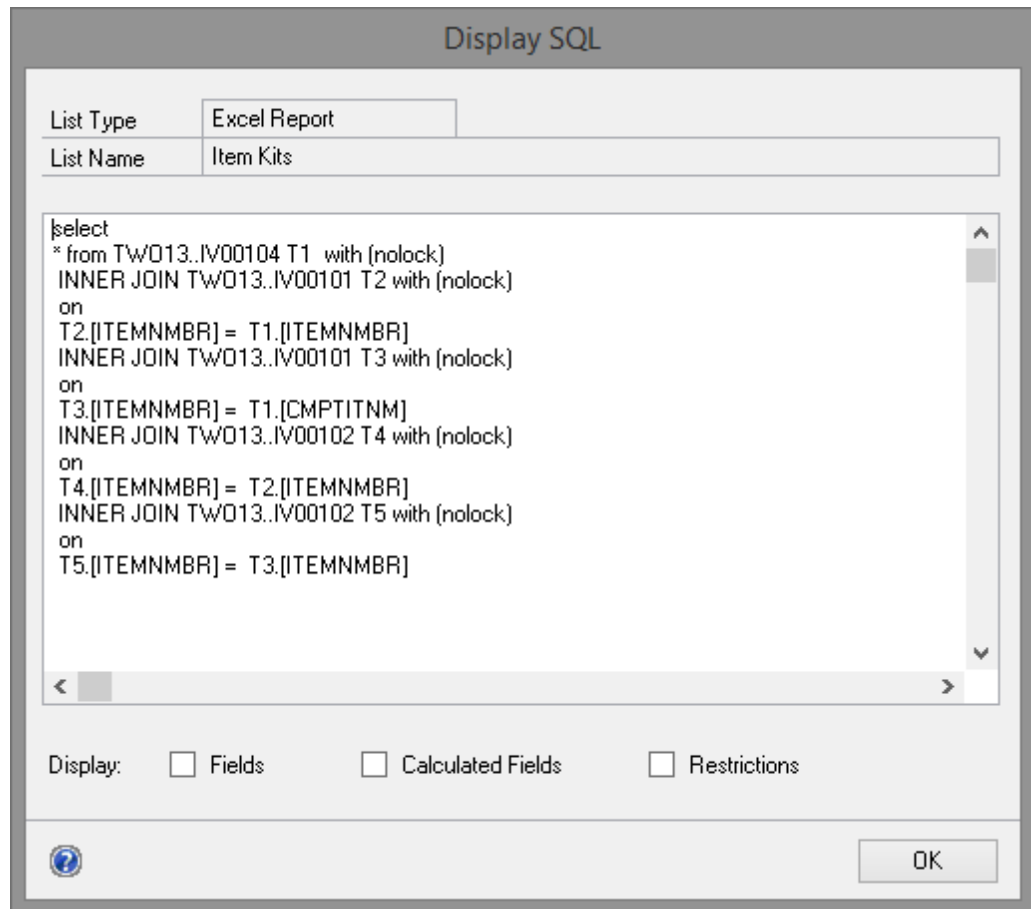 Display SQL
List Type Excel Report
List Name Item Kits
select
* from TWO13..IV00104 T1  with (nolock)
INNER JOIN TWO13..IV00101 T2 with (nolock)
on
T2.[ITEMNMBR] =  T1.[ITEMNMBR]
INNER JOIN TWO13..IV00101 T3 with (nolock)
on
T3.[ITEMNMBR] =  T1.[CMPTITNM]
INNER JOIN TWO13..IV00102 T4 with (nolock)
on
T4.[ITEMNMBR] =  T2.[ITEMNMBR]
INNER JOIN TWO13..IV00102 T5 with (nolock)
on
T5.[ITEMNMBR] =  T3.[ITEMNMBR]
Display: Fields Calculated Fields Restrictions
OK